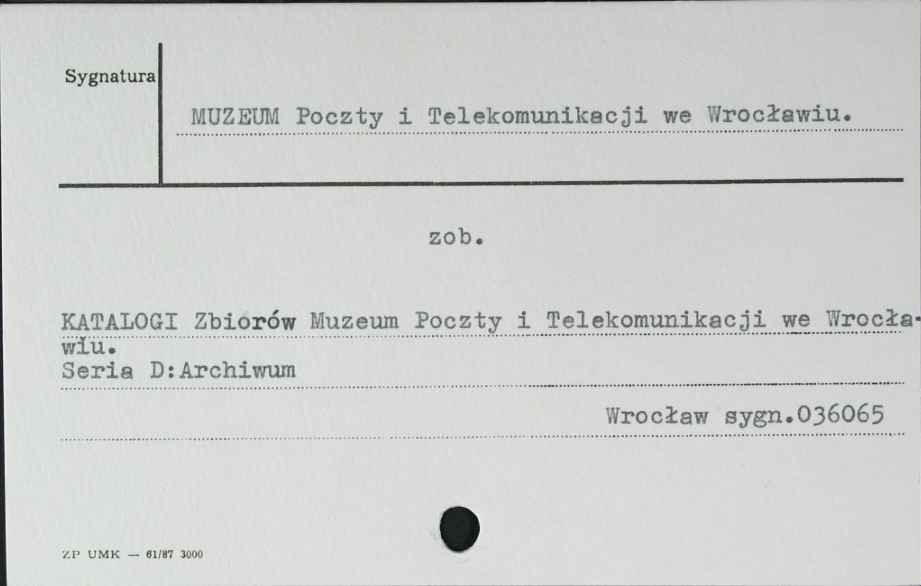 Sygnatura
MUZEUM Poczty i Telekomunikacji we Wrocławiu.
zob.
KATALOGI Zbiorów Muzeum Poczty i Telekomunikacji we Wrocła-
wiu.
Seria D:Archiwum
Wrocław sygn.036065
ZP UMK — 61/87 3000